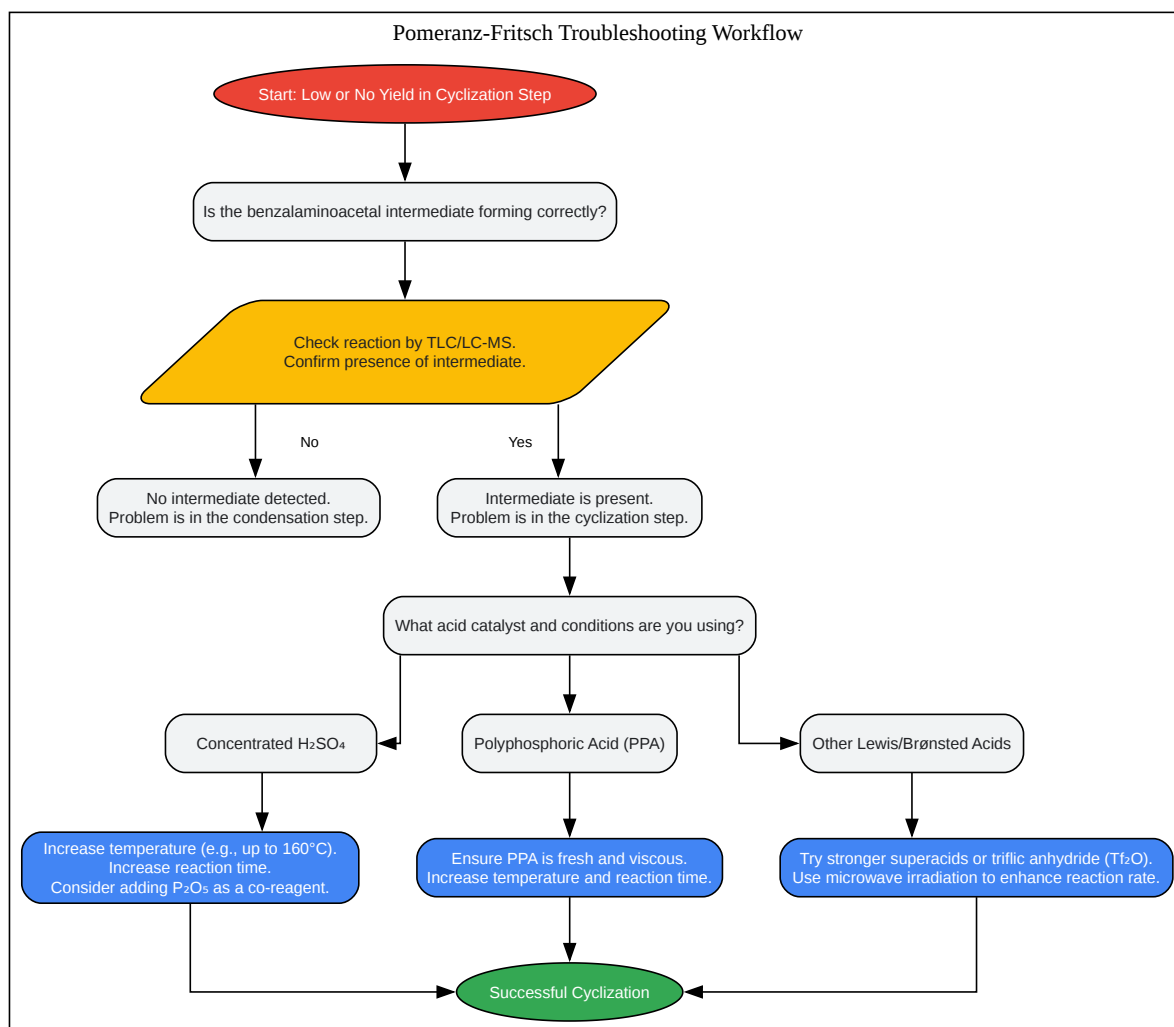 Pomeranz-Fritsch Troubleshooting Workflow
Start: Low or No Yield in Cyclization Step
Is the benzalaminoacetal intermediate forming correctly?
Check reaction by TLC/LC-MS.
Confirm presence of intermediate.
No
Yes
No intermediate detected.
Problem is in the condensation step.
Intermediate is present.
Problem is in the cyclization step.
What acid catalyst and conditions are you using?
Concentrated H₂SO₄
Polyphosphoric Acid (PPA)
Other Lewis/Brønsted Acids
Increase temperature (e.g., up to 160°C).
Increase reaction time.
Consider adding P₂O₅ as a co-reagent.
Ensure PPA is fresh and viscous.
Increase temperature and reaction time.
Try stronger superacids or triflic anhydride (Tf₂O).
Use microwave irradiation to enhance reaction rate.
Successful Cyclization